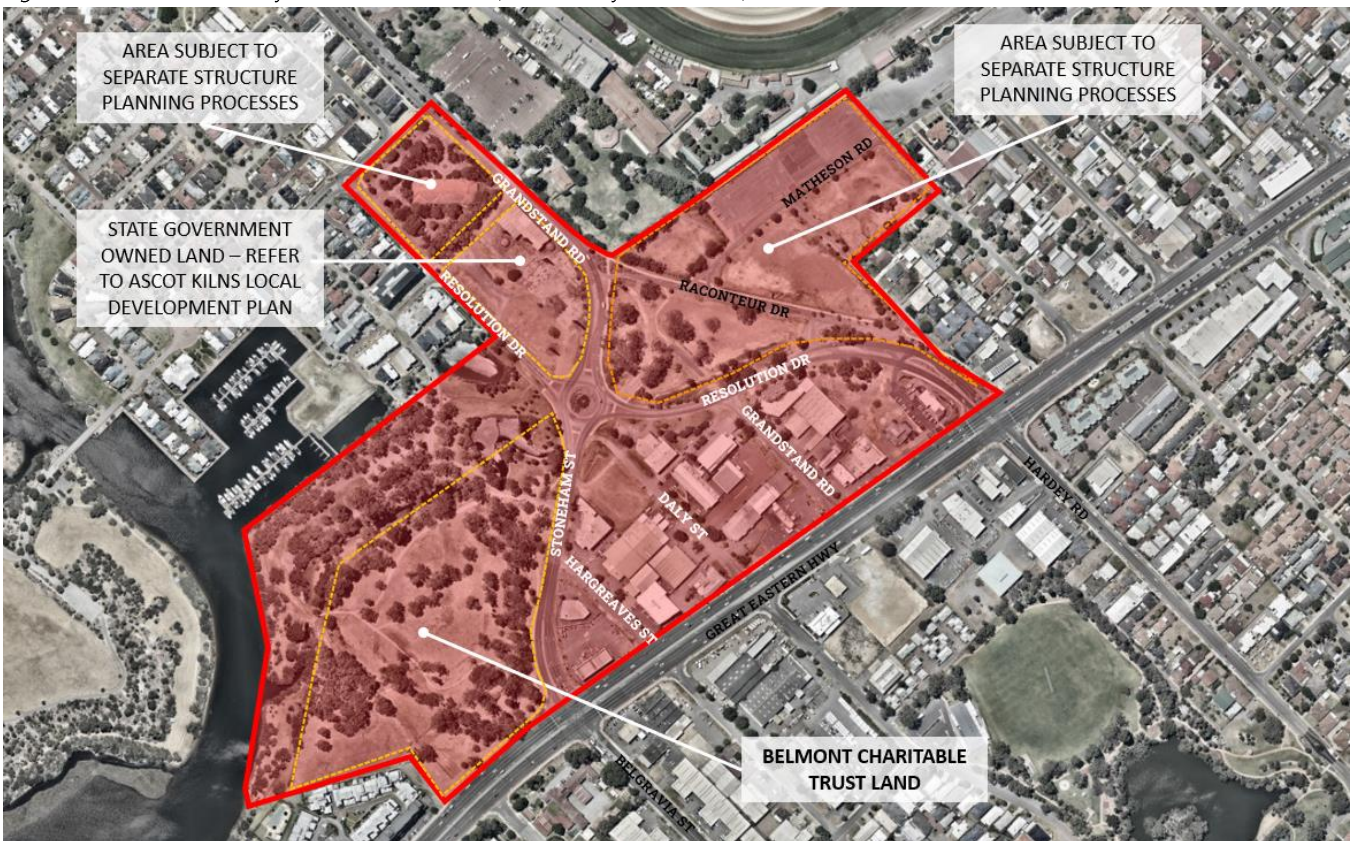 AREA SUBJECT TO
SEPARATE STRUCTURE
PLANNING PROCESSES
AREA SUBJECT TO
SEPARATE STRUCTURE
PLANNING PROCESSES
STATE GOVERNMENT
OWNED LAND – REFER
TO ASCOT KILNS LOCAL
DEVELOPMENT PLAN
GRANDSTAND RD
MATHESON RD
RACONTEUR DR
RESOLUTION DR
RESOLUTION DR
GRANDSTAND RD
STONEHAM ST
DALY ST
HARGREAVES ST
HARDEY RD
GREAT EASTERN HWY
BELGRAVIA ST
BELMONT CHARITABLE
TRUST LAND